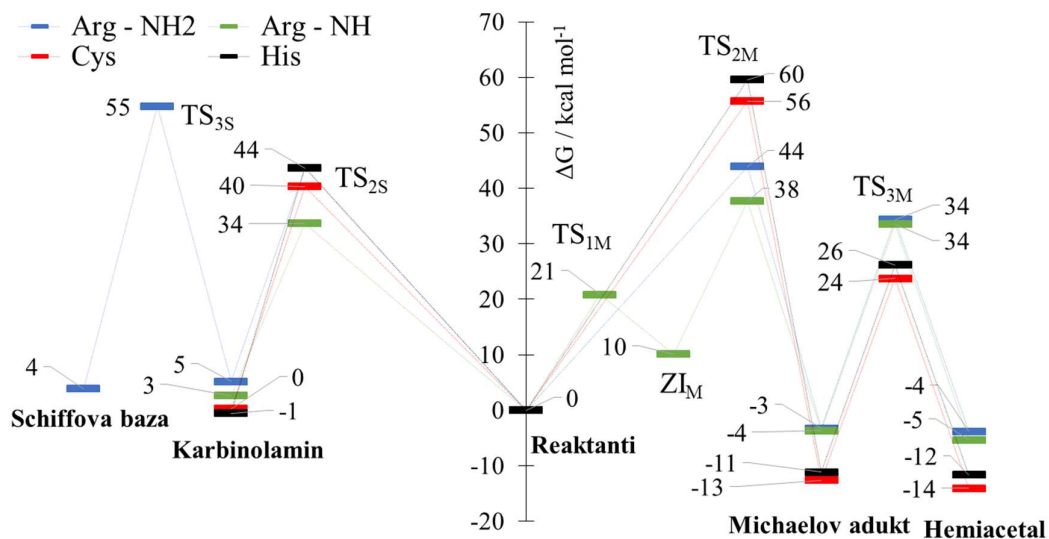 Arg - NH2
Arg - NH
Cys
His
ΔG / kcal mol⁻¹
70
60
50
40
30
20
10
0
-10
-20
55
TS3S
44
40
34
TS2S
4
Schiffova baza
5
3
0
-1
Karbinolamin
0
Reaktanti
TS1M
21
10
ZIM
TS2M
60
56
44
38
-3
-4
-11
-13
Michaelov adukt
TS3M
34
34
26
24
-4
-5
-12
-14
Hemiacetal